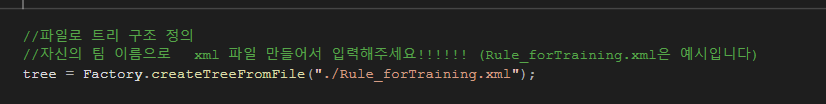 //파일로 트리 구조 정의
//자신의 팀 이름으로   xml 파일 만들어서 입력해주세요!!!!!! (Rule_forTraining.xml은 예시입니다)
tree = Factory.createTreeFromFile("./Rule_forTraining.xml");